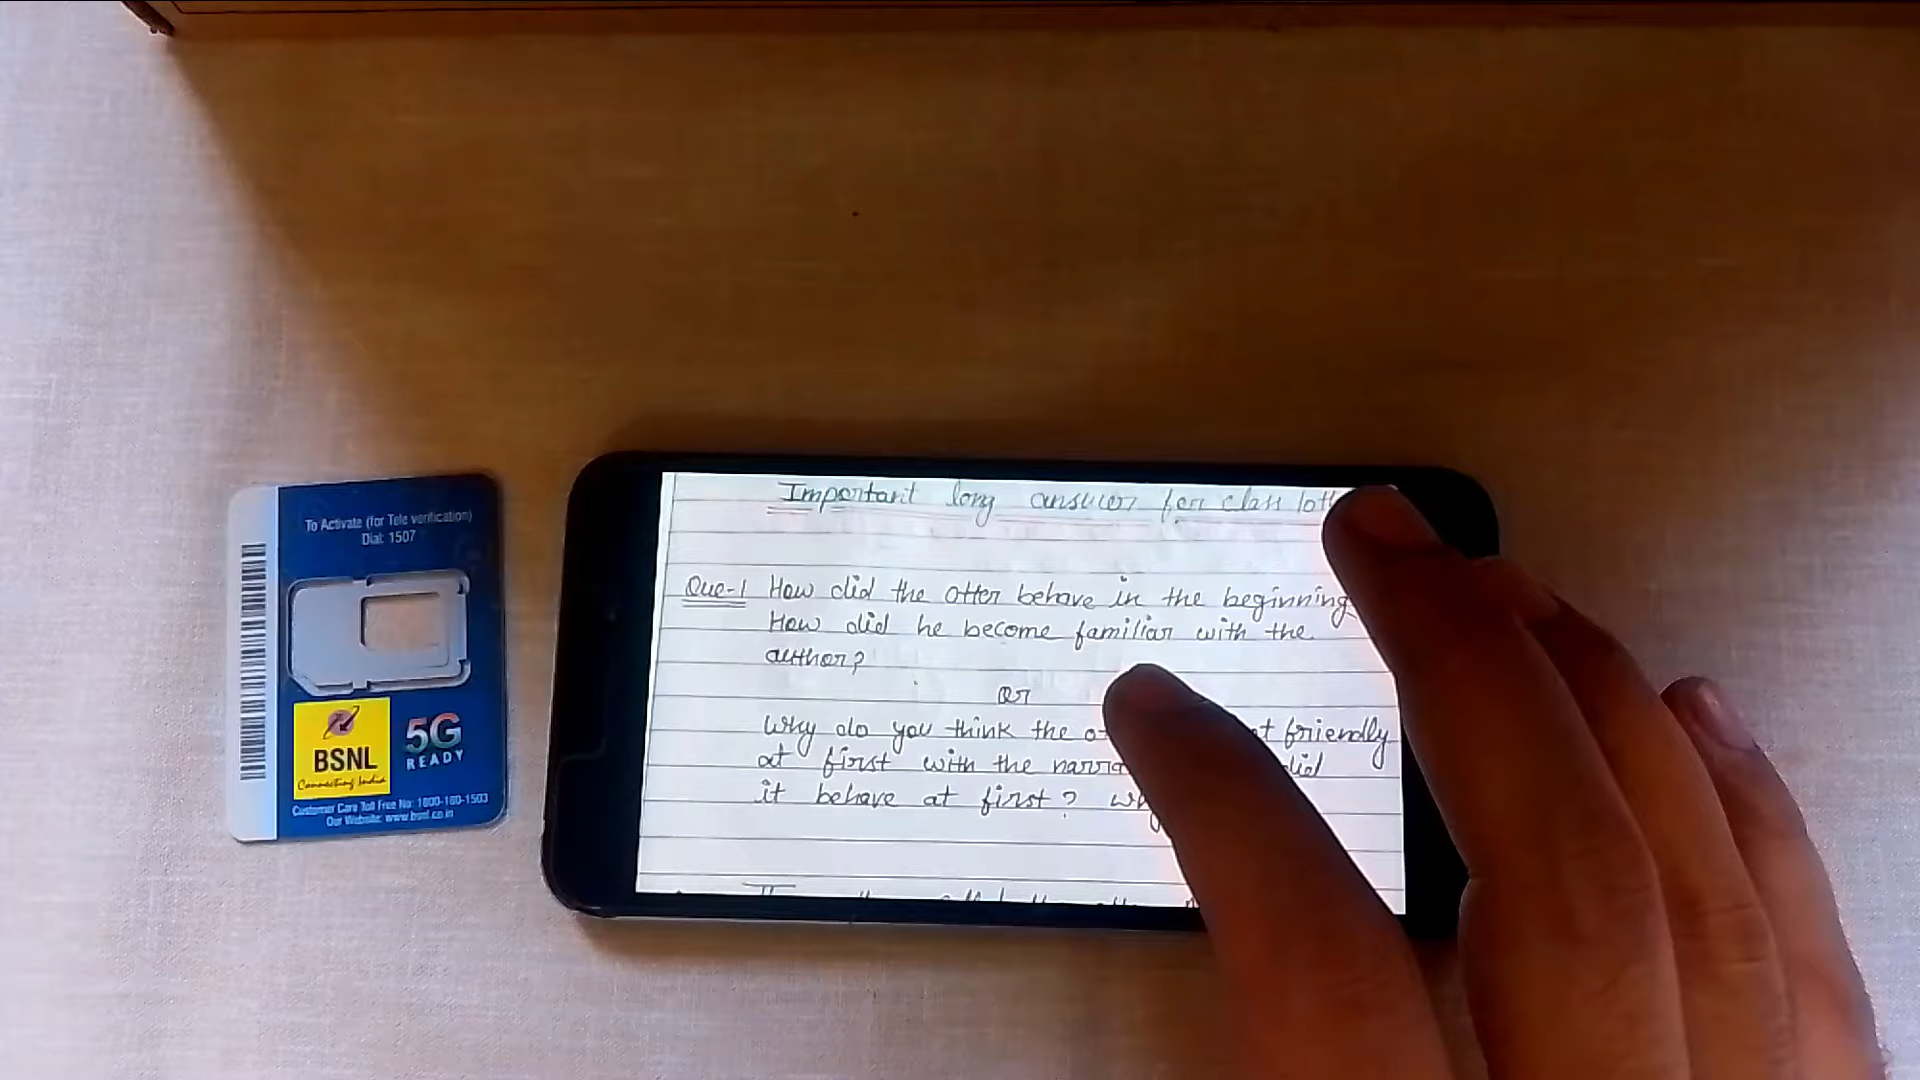 To Activate (for Tele verification)
Dial: 1507
BSNL
Connecting India
5G
READY
Customer Care Toll Free No: 1800-180-1503
Our Website: www.bsnl.co.in
Important long answer for class
Que-1 How did the otter behave in the beginning
How did he become familiar with the
author?
or
Why do you think the friendly
at first with the did
it behave at first?